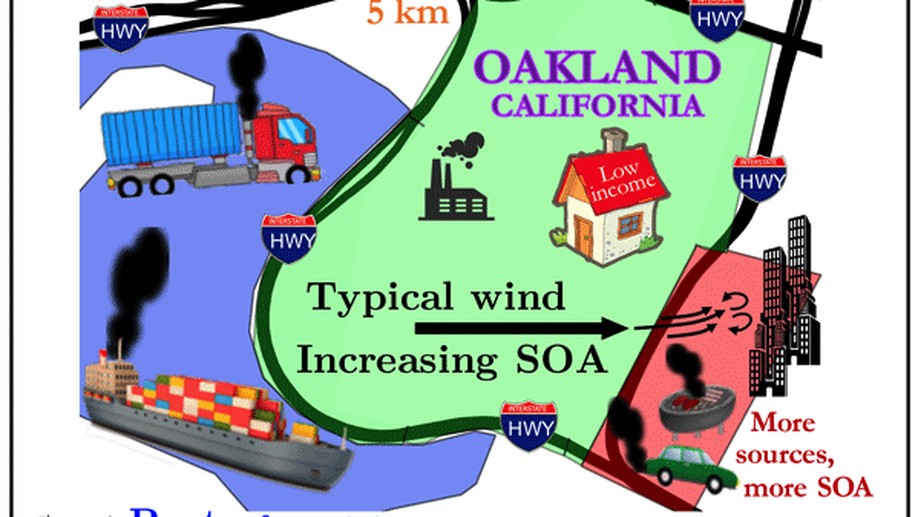 5 km
INTERSTATE
HWY
INTERSTATE
HWY
OAKLAND
CALIFORNIA
Low
income
INTERSTATE
HWY
INTERSTATE
HWY
Typical wind
Increasing SOA
INTERSTATE
HWY
More
sources,
more SOA